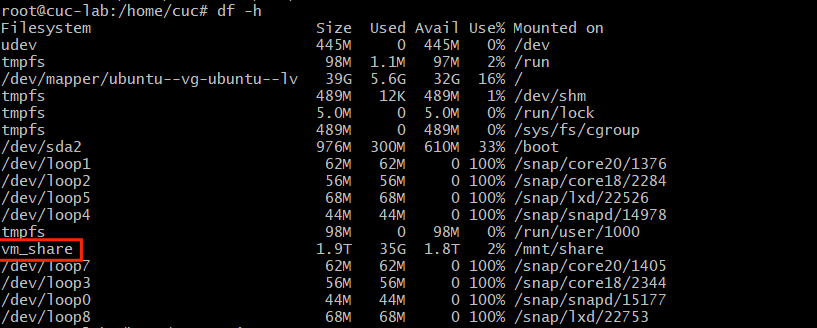 root@cuc-lab:/home/cuc# df -h
Filesystem Size Used Avail Use% Mounted on
udev 445M 0 445M 0% /dev
tmpfs 98M 1.1M 97M 2% /run
/dev/mapper/ubuntu--vg-ubuntu--lv 39G 5.6G 32G 16% /
tmpfs 489M 12K 489M 1% /dev/shm
tmpfs 5.0M 0 5.0M 0% /run/lock
tmpfs 489M 0 489M 0% /sys/fs/cgroup
/dev/sda2 976M 300M 610M 33% /boot
/dev/loop1 62M 62M 0 100% /snap/core20/1376
/dev/loop2 56M 56M 0 100% /snap/core18/2284
/dev/loop5 68M 68M 0 100% /snap/lxd/22526
/dev/loop4 44M 44M 0 100% /snap/snapd/14978
tmpfs 98M 0 98M 0% /run/user/1000
vm_share 1.9T 35G 1.8T 2% /mnt/share
/dev/loop7 62M 62M 0 100% /snap/core20/1405
/dev/loop3 56M 56M 0 100% /snap/core18/2344
/dev/loop0 44M 44M 0 100% /snap/snapd/15177
/dev/loop8 68M 68M 0 100% /snap/lxd/22753